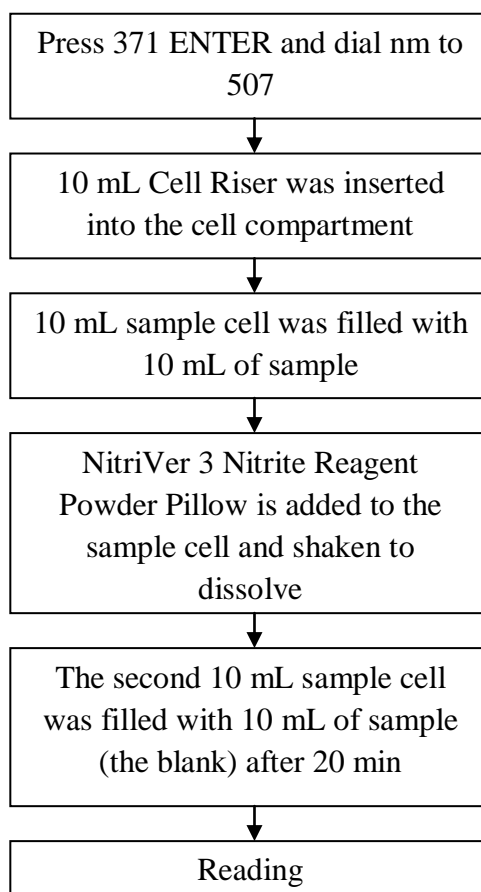 Press 371 ENTER and dial nm to
507
10 mL Cell Riser was inserted
into the cell compartment
10 mL sample cell was filled with
10 mL of sample
NitriVer 3 Nitrite Reagent
Powder Pillow is added to the
sample cell and shaken to
dissolve
The second 10 mL sample cell
was filled with 10 mL of sample
(the blank) after 20 min
Reading